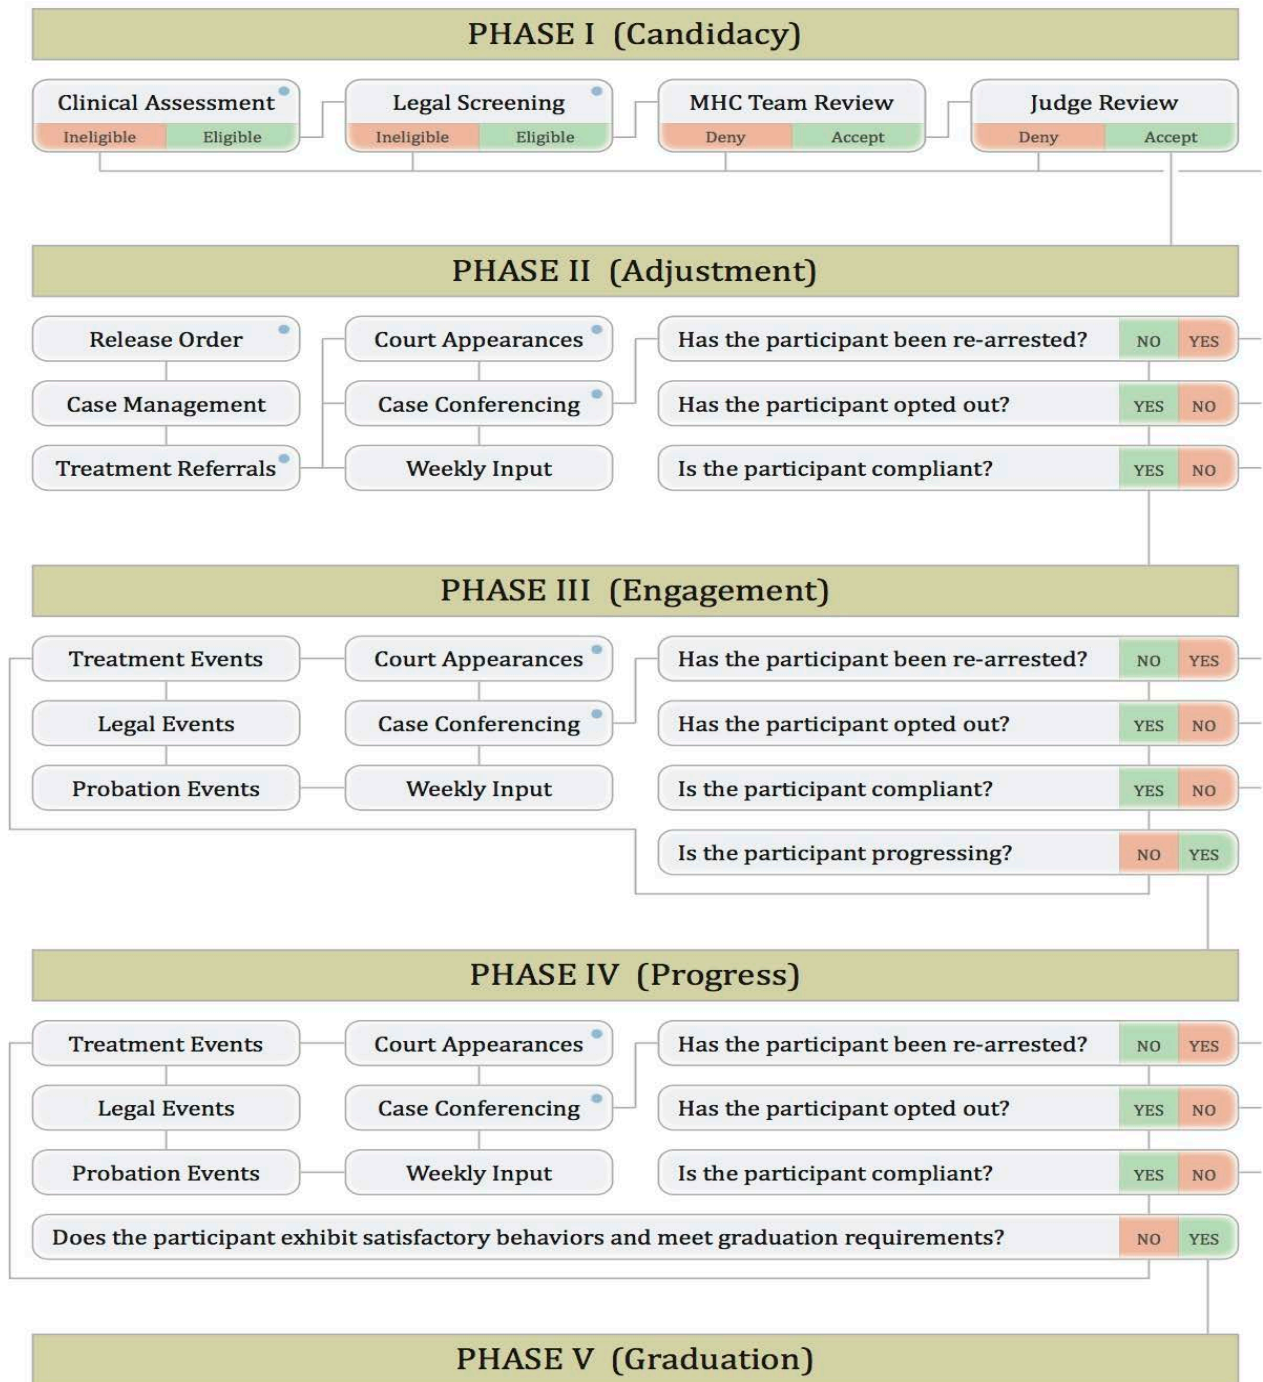 PHASE I (Candidacy)
Clinical Assessment
Ineligible Eligible
Legal Screening
Ineligible Eligible
MHC Team Review
Deny Accept
Judge Review
Deny Accept
PHASE II (Adjustment)
Release Order
Case Management
Treatment Referrals
Court Appearances
Case Conferencing
Weekly Input
Has the participant been re-arrested? NO YES
Has the participant opted out? YES NO
Is the participant compliant? YES NO
PHASE III (Engagement)
Treatment Events
Legal Events
Probation Events
Court Appearances
Case Conferencing
Weekly Input
Has the participant been re-arrested? NO YES
Has the participant opted out? YES NO
Is the participant compliant? YES NO
Is the participant progressing? NO YES
PHASE IV (Progress)
Treatment Events
Legal Events
Probation Events
Court Appearances
Case Conferencing
Weekly Input
Has the participant been re-arrested? NO YES
Has the participant opted out? YES NO
Is the participant compliant? YES NO
Does the participant exhibit satisfactory behaviors and meet graduation requirements? NO YES
PHASE V (Graduation)